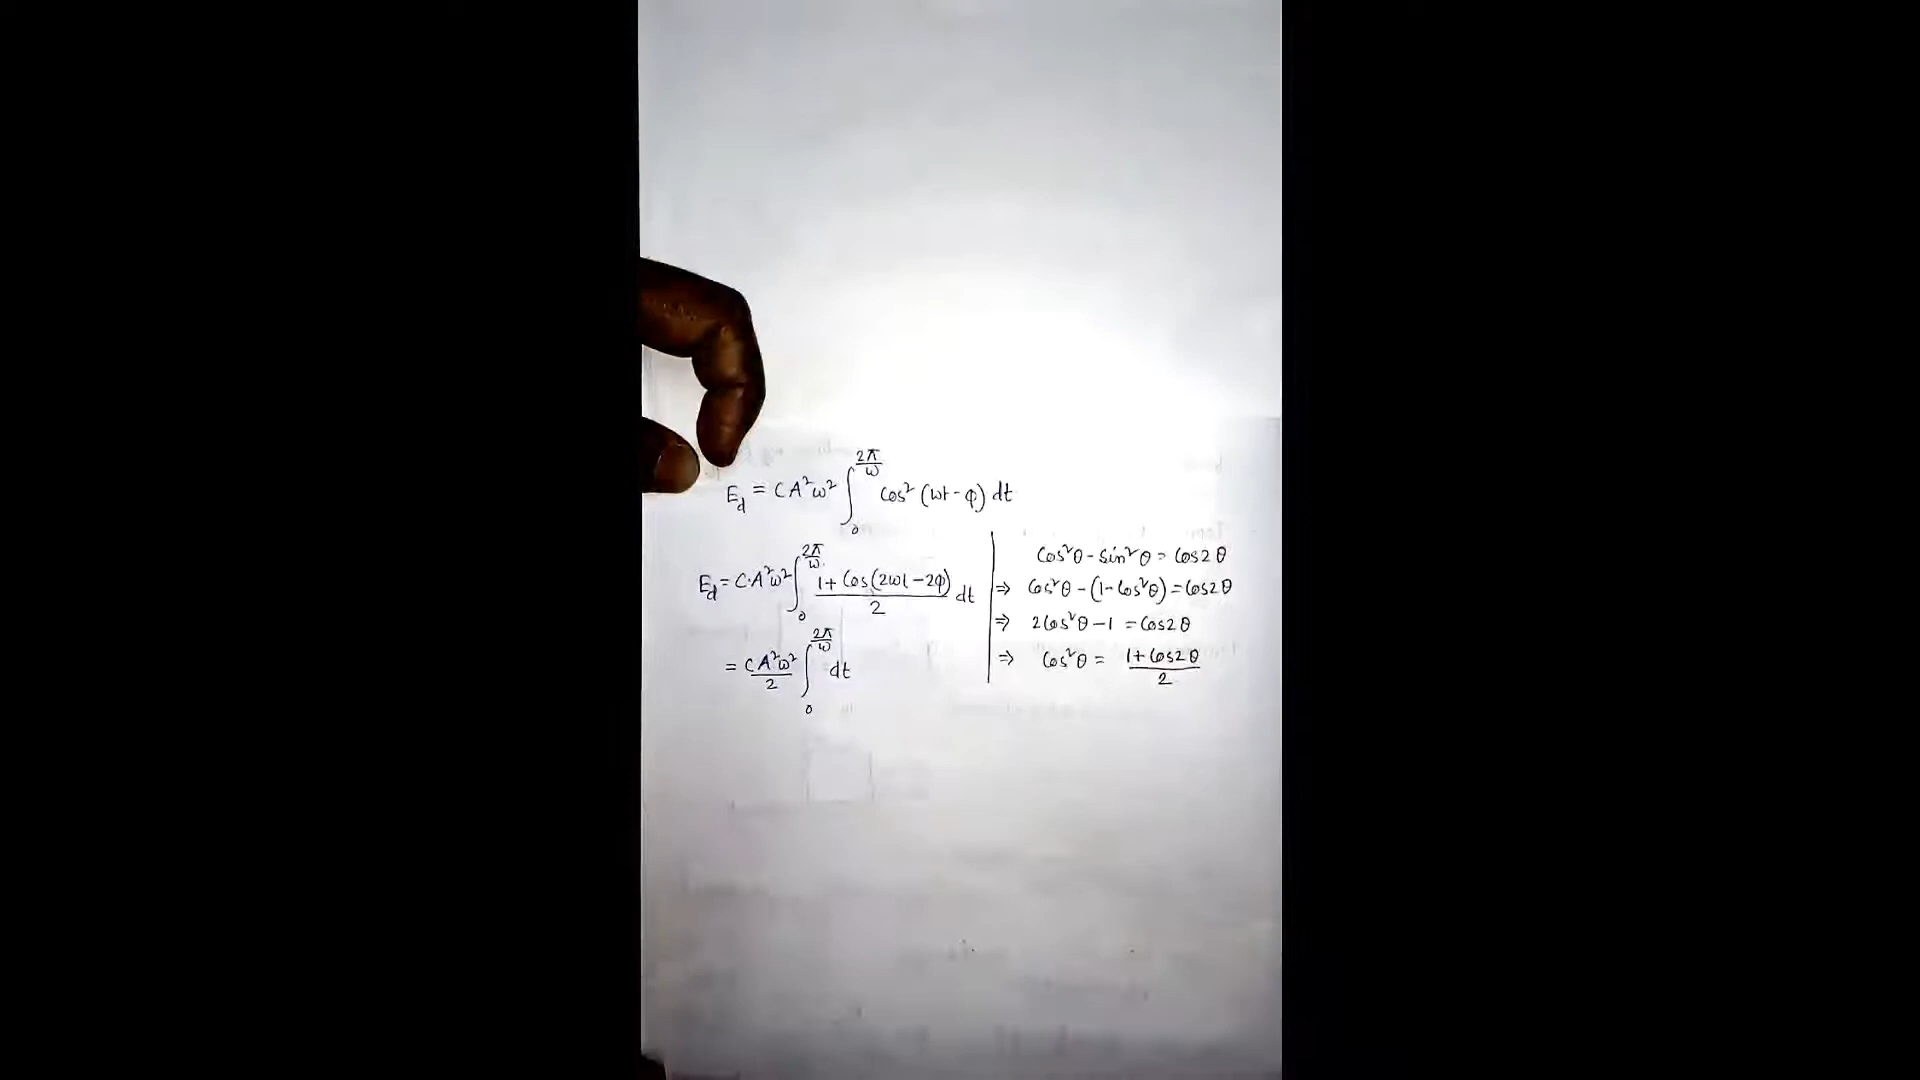 E_d = CA²ω² ∫₀^{2π/ω} Cos² (ωt - φ) dt
E_d = C·A²ω² ∫₀^{2π/ω} (1 + Cos(2ωt - 2φ))/2 dt
= CA²ω²/2 ∫₀^{2π/ω} dt
Cos²θ - Sin²θ = Cos2θ
⇒ Cos²θ - (1 - Cos²θ) = Cos2θ
⇒ 2Cos²θ - 1 = Cos2θ
⇒ Cos²θ = (1 + Cos2θ)/2